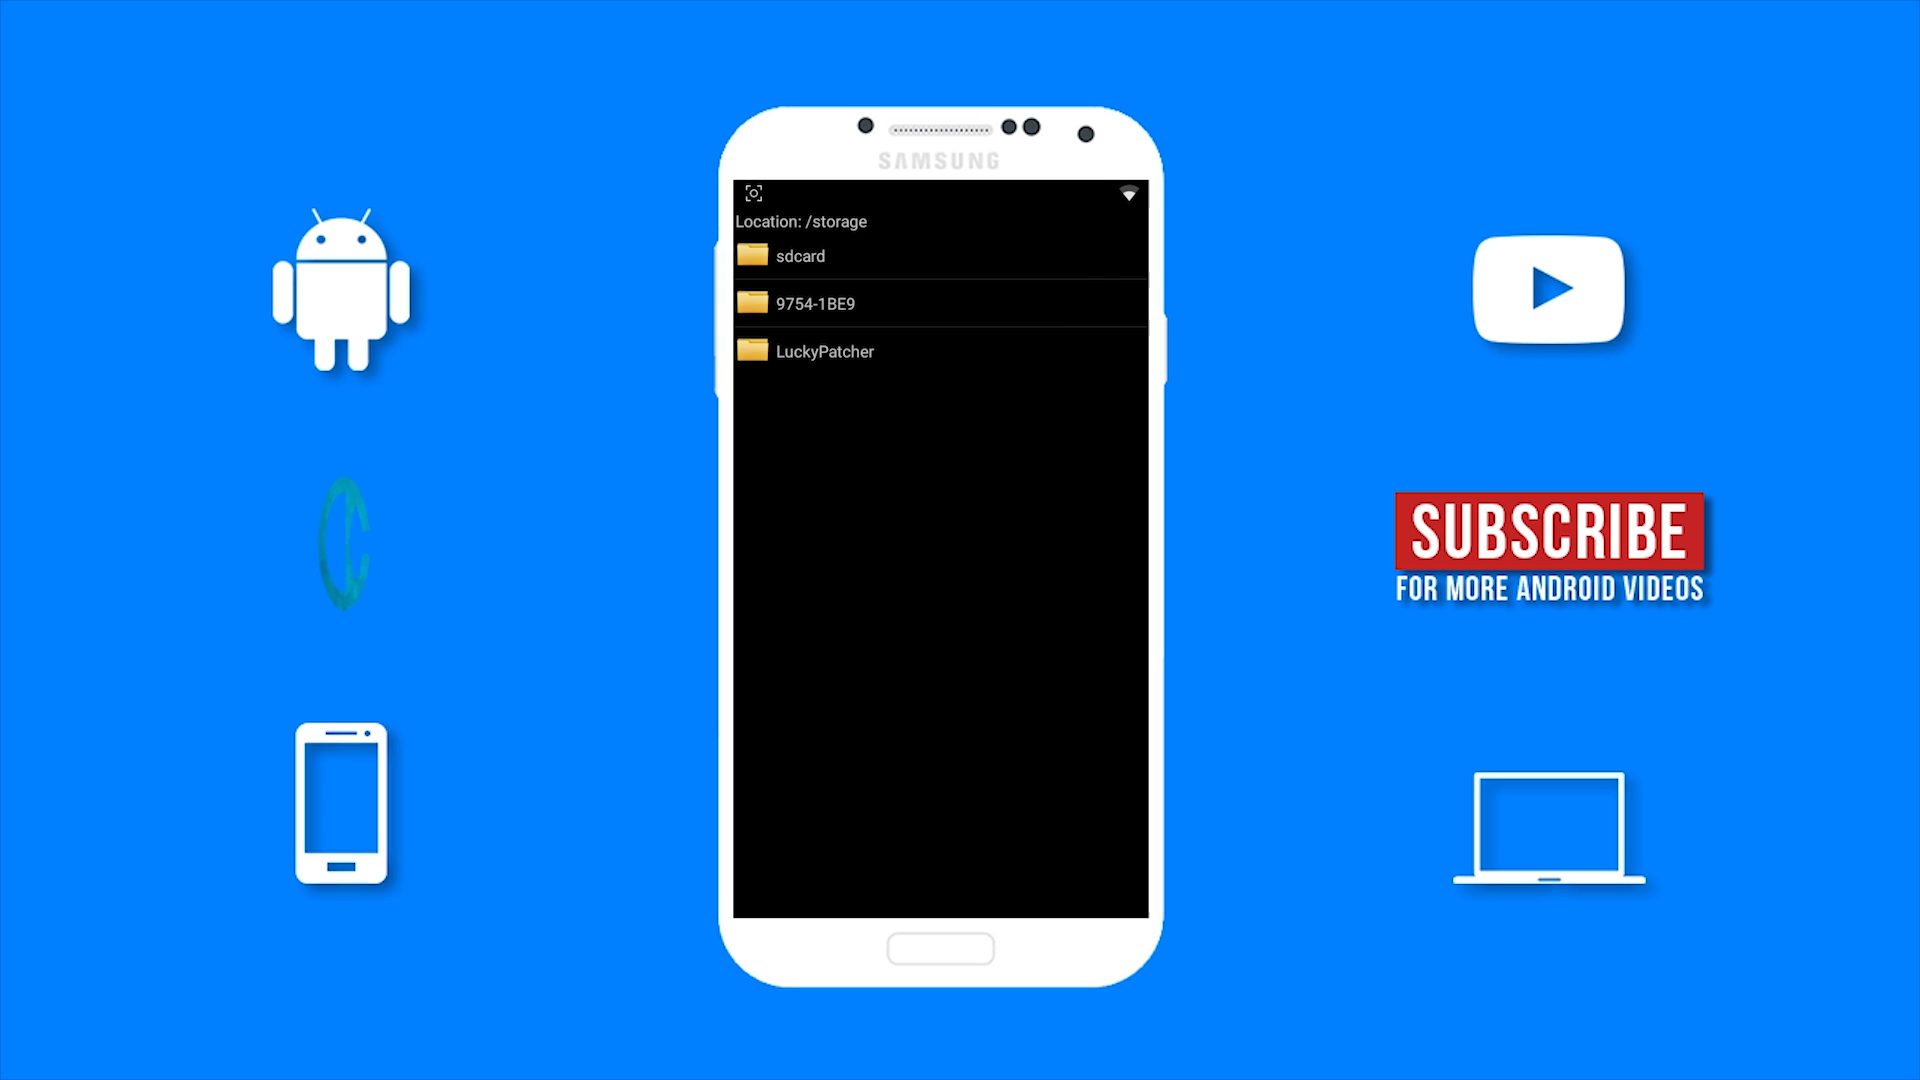 SAMSUNG
Location: /storage
sdcard
9754-1BE9
LuckyPatcher
SUBSCRIBE
FOR MORE ANDROID VIDEOS